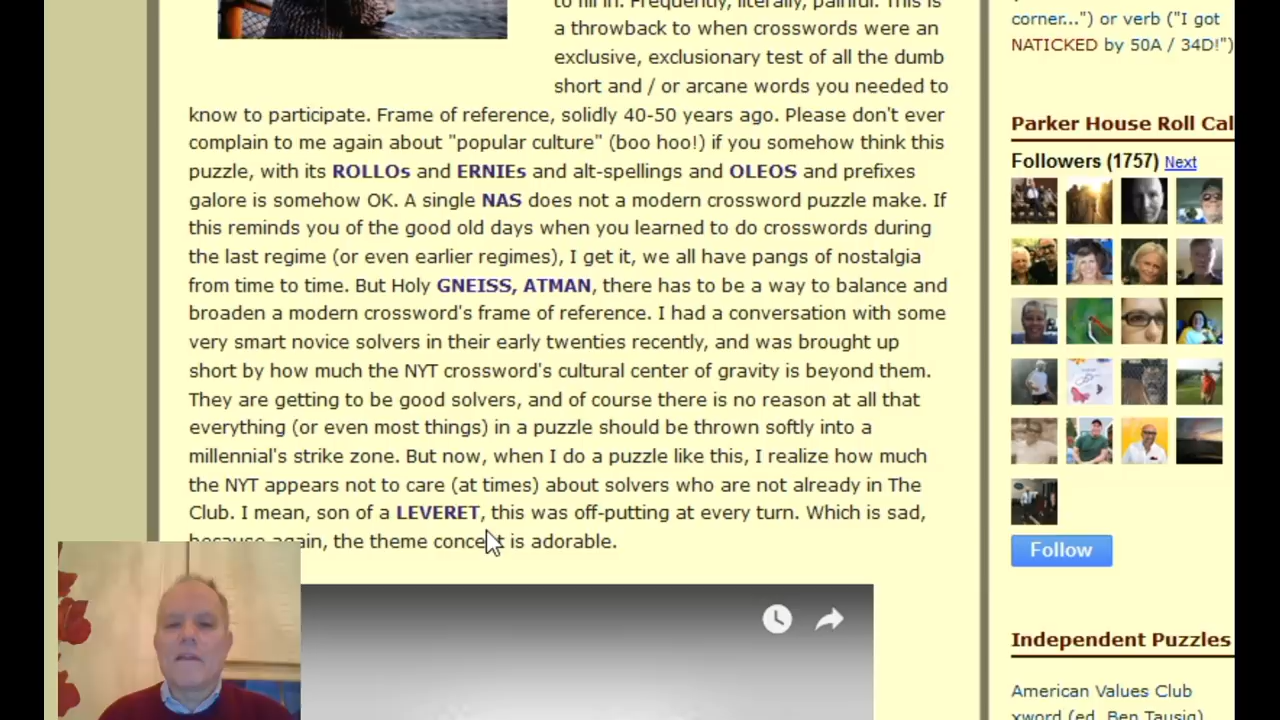 to fill in. Frequently, literally, painful. This is
a throwback to when crosswords were an
exclusive, exclusionary test of all the dumb
short and / or arcane words you needed to
know to participate. Frame of reference, solidly 40-50 years ago. Please don't ever
complain to me again about "popular culture" (boo hoo!) if you somehow think this
puzzle, with its ROLLOs and ERNIEs and alt-spellings and OLEOS and prefixes
galore is somehow OK. A single NAS does not a modern crossword puzzle make. If
this reminds you of the good old days when you learned to do crosswords during
the last regime (or even earlier regimes), I get it, we all have pangs of nostalgia
from time to time. But Holy GNEISS, ATMAN, there has to be a way to balance and
broaden a modern crossword's frame of reference. I had a conversation with some
very smart novice solvers in their early twenties recently, and was brought up
short by how much the NYT crossword's cultural center of gravity is beyond them.
They are getting to be good solvers, and of course there is no reason at all that
everything (or even most things) in a puzzle should be thrown softly into a
millennial's strike zone. But now, when I do a puzzle like this, I realize how much
the NYT appears not to care (at times) about solvers who are not already in The
Club. I mean, son of a LEVERET, this was off-putting at every turn. Which is sad,
because again, the theme concept is adorable.
corner...") or verb ("I got
NATICKED by 50A / 34D!")
Parker House Roll Cal
Followers (1757) Next
Follow
Independent Puzzles
American Values Club
xword (ed. Ben Tausig)